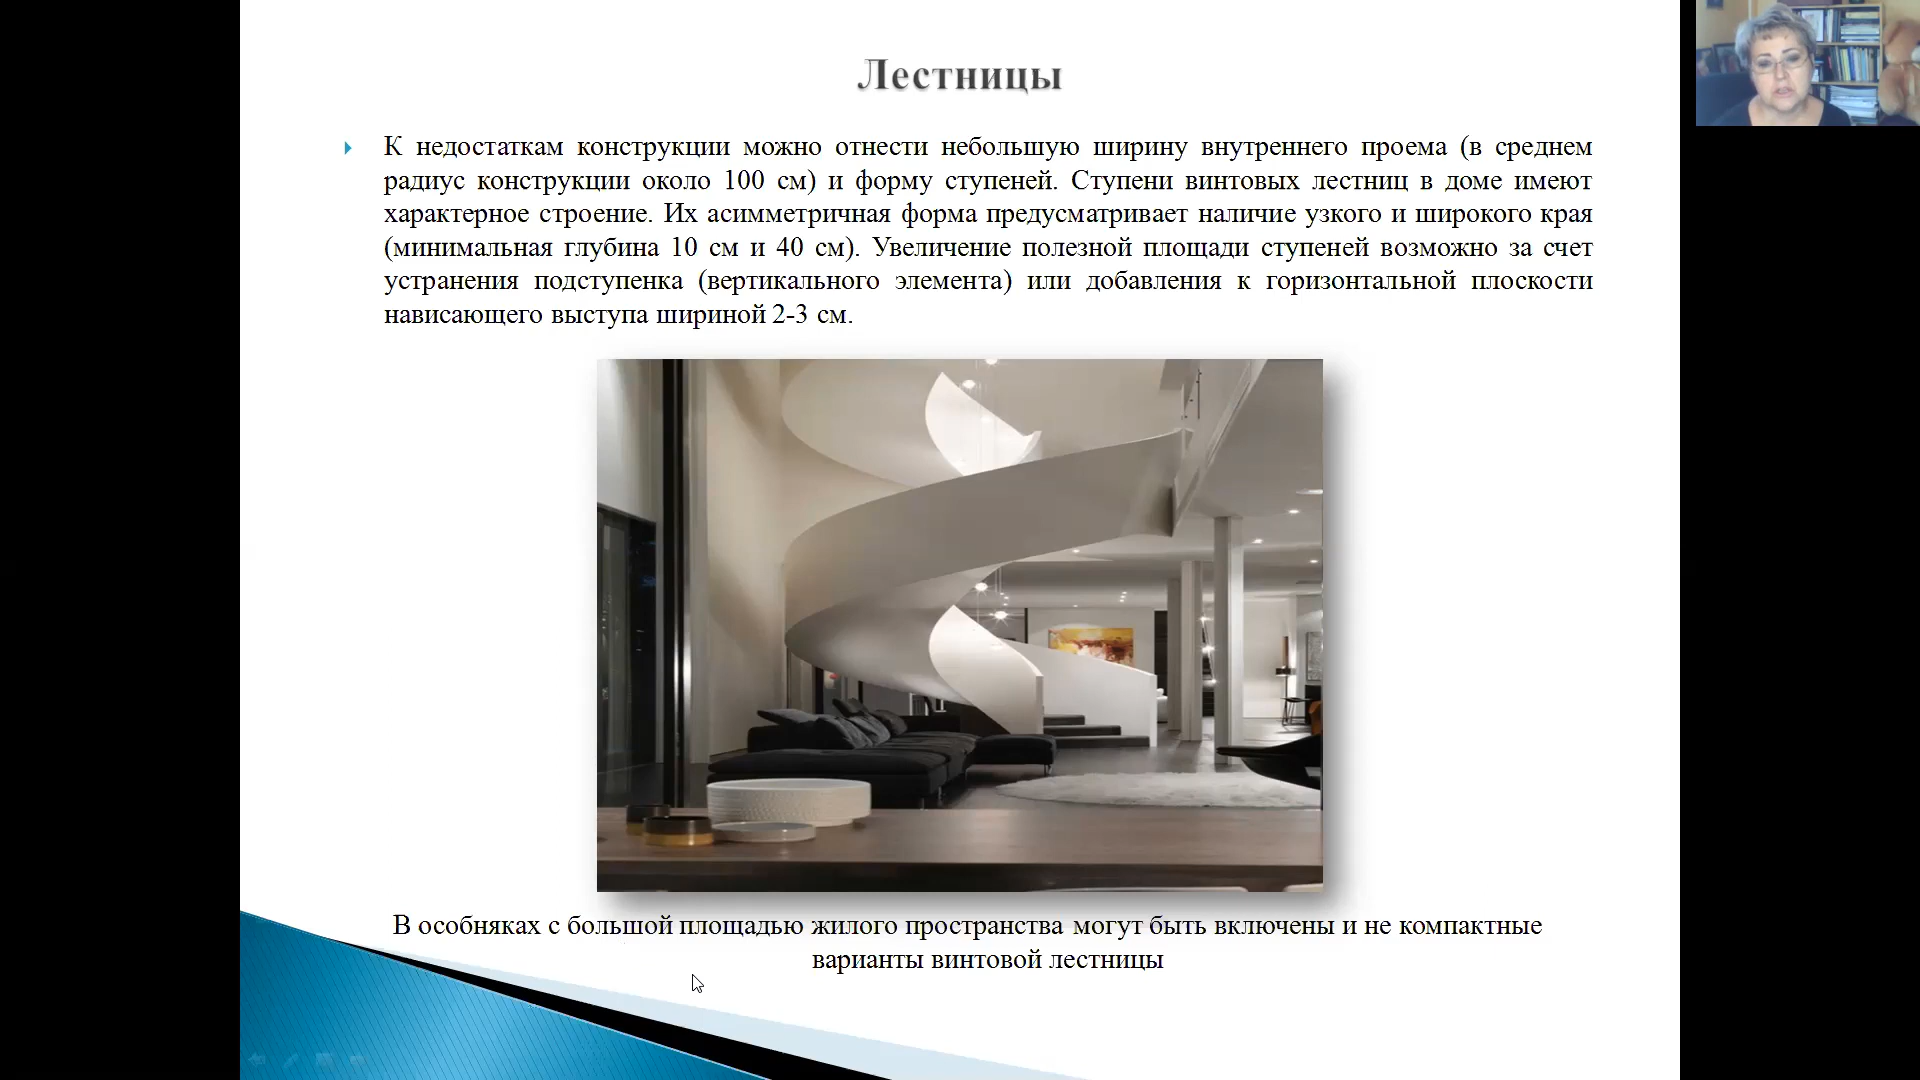 Лестницы
К недостаткам конструкции можно отнести небольшую ширину внутреннего проема (в среднем
радиус конструкции около 100 см) и форму ступеней. Ступени винтовых лестниц в доме имеют
характерное строение. Их асимметричная форма предусматривает наличие узкого и широкого края
(минимальная глубина 10 см и 40 см). Увеличение полезной площади ступеней возможно за счет
устранения подступенка (вертикального элемента) или добавления к горизонтальной плоскости
нависающего выступа шириной 2-3 см.
В особняках с большой площадью жилого пространства могут быть включены и не компактные
варианты винтовой лестницы